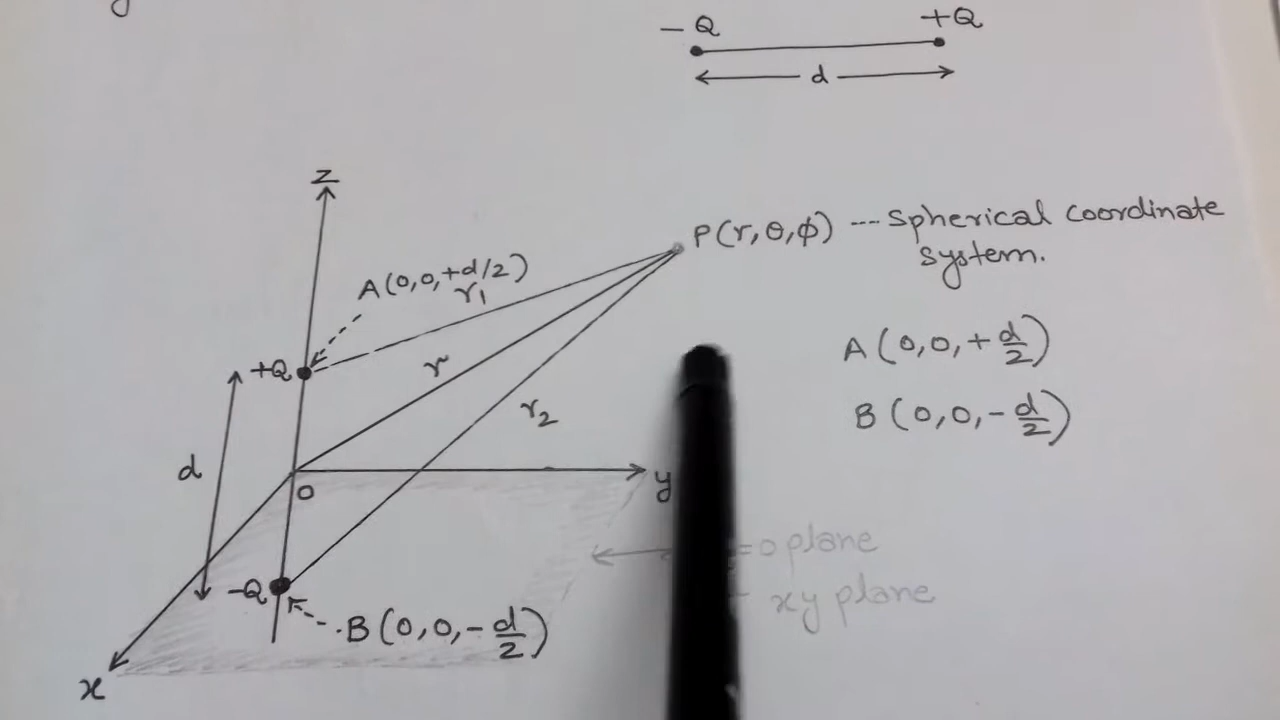 -Q +Q
d
z
P(r,θ,φ) --- Spherical coordinate
system.
A(0,0,+d/2)
r1
A(0,0,+d/2)
+Q
r
r2
B(0,0,-d/2)
d
O
y
=0 plane
-Q
xy plane
B(0,0,-d/2)
x